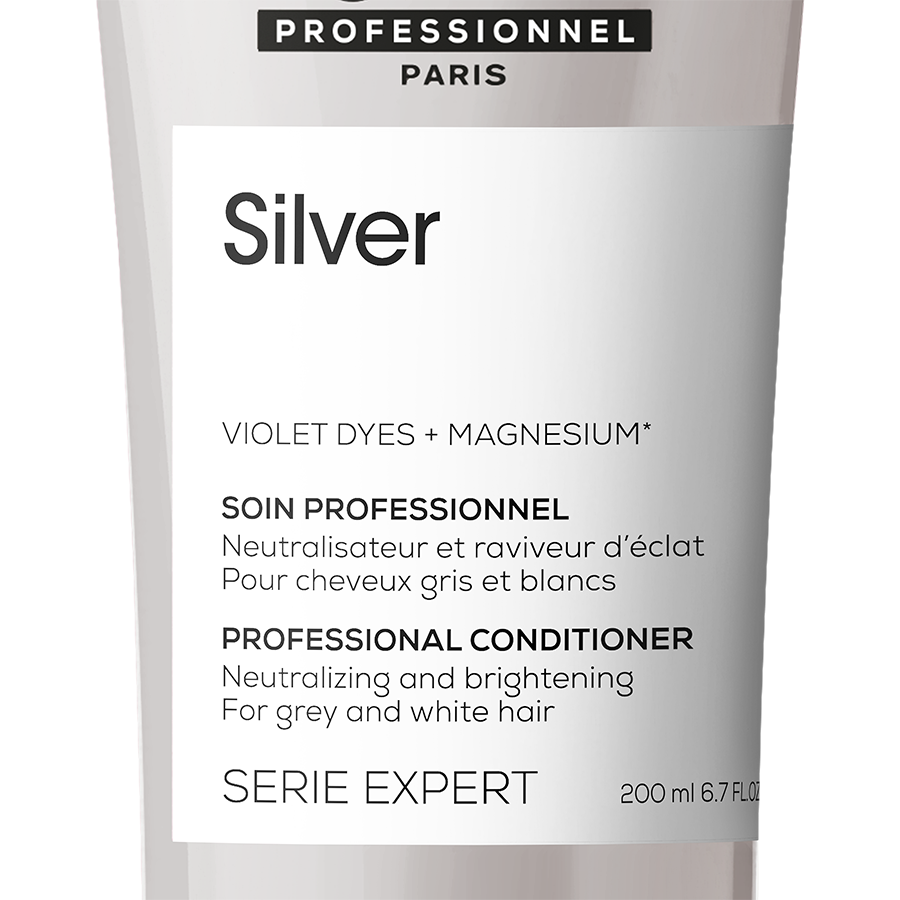 PROFESSIONNEL
PARIS
Silver
VIOLET DYES + MAGNESIUM*
SOIN PROFESSIONNEL
Neutralisateur et raviveur d'éclat
Pour cheveux gris et blancs
PROFESSIONAL CONDITIONER
Neutralizing and brightening
For grey and white hair
SERIE EXPERT
200 ml 6.7 FL.OZ